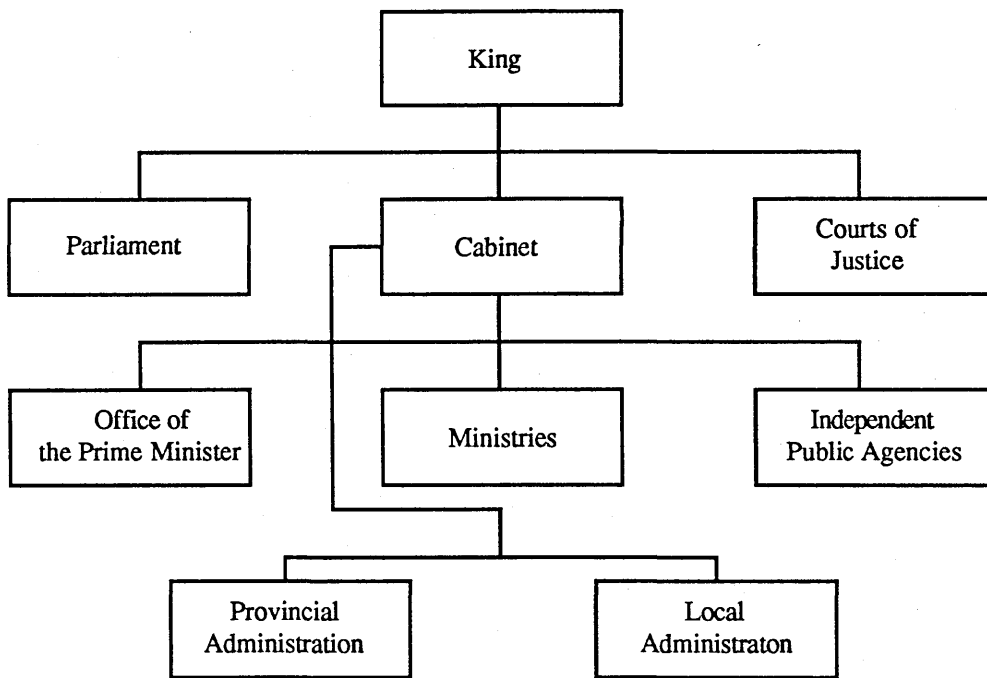 King
Parliament
Cabinet
Courts of
Justice
Office of
the Prime Minister
Ministries
Independent
Public Agencies
Provincial
Administration
Local
Administraton